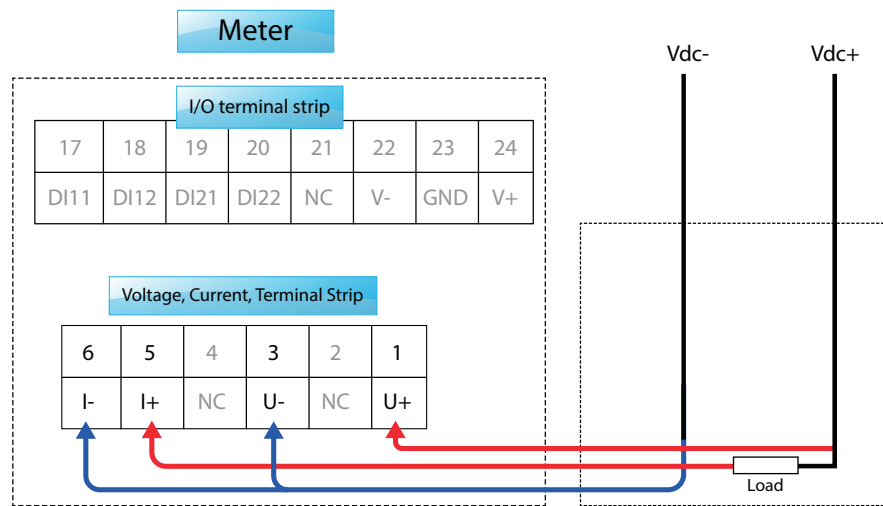 Meter
Vdc-
Vdc+
I/O terminal strip
17 18 19 20 21 22 23 24
DI11 DI12 DI21 DI22 NC V- GND V+
Voltage, Current, Terminal Strip
6 5 4 3 2 1
I- I+ NC U- NC U+
Load